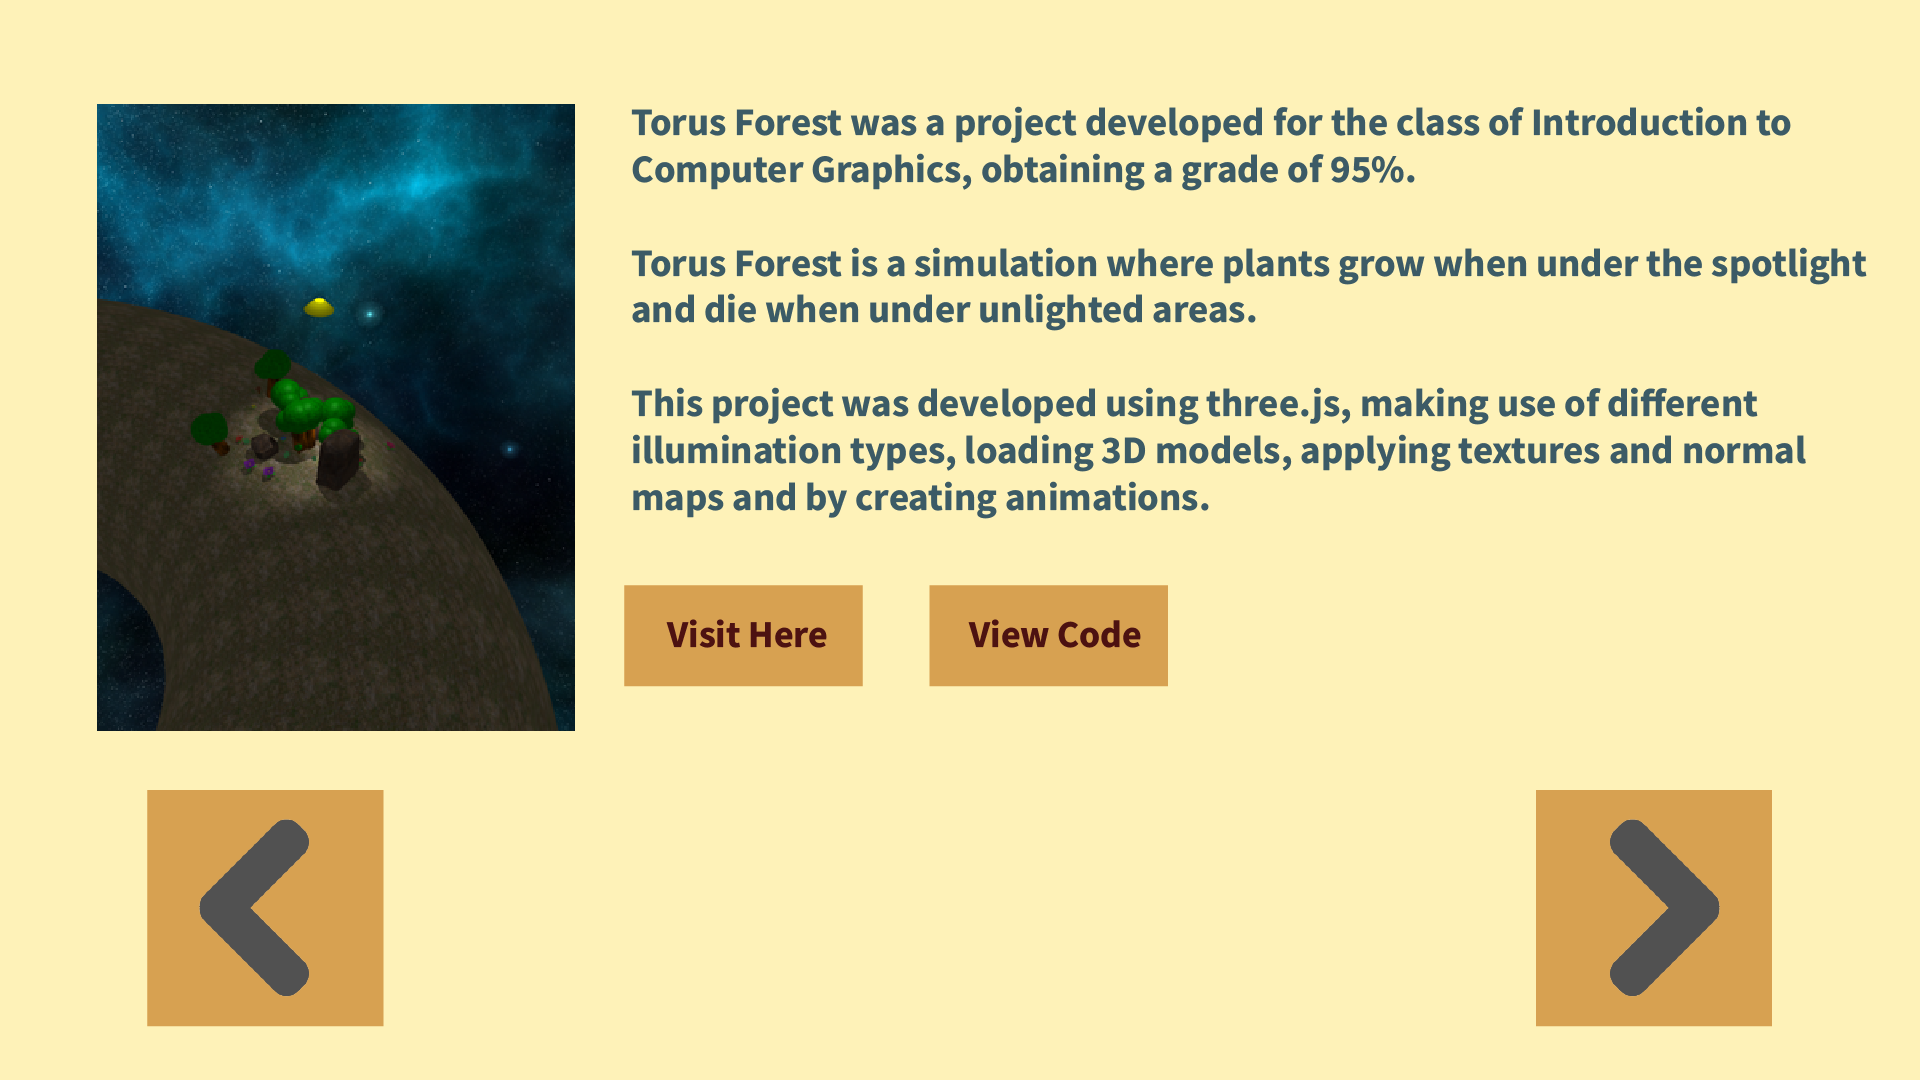 Torus Forest was a project developed for the class of Introduction to
Computer Graphics, obtaining a grade of 95%.
Torus Forest is a simulation where plants grow when under the spotlight
and die when under unlighted areas.
This project was developed using three.js, making use of different
illumination types, loading 3D models, applying textures and normal
maps and by creating animations.
Visit Here
View Code